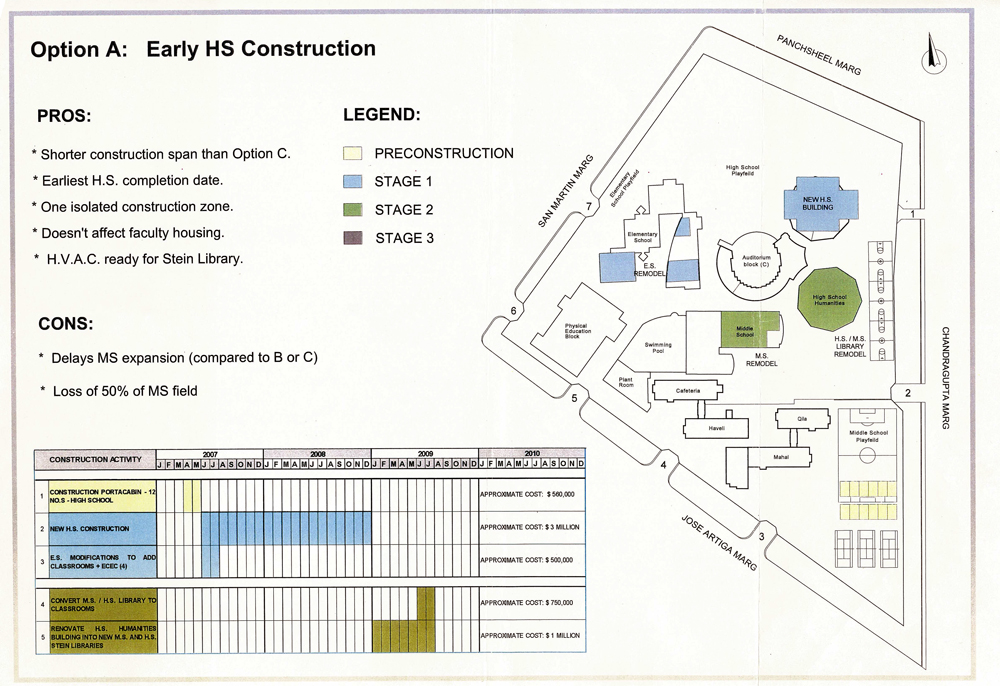 Option A: Early HS Construction
PROS:
* Shorter construction span than Option C.
* Earliest H.S. completion date.
* One isolated construction zone.
* Doesn't affect faculty housing.
* H.V.A.C. ready for Stein Library.
CONS:
* Delays MS expansion (compared to B or C)
* Loss of 50% of MS field
LEGEND:
PRECONSTRUCTION
STAGE 1
STAGE 2
STAGE 3
PANCHSHEEL MARG
SAN MARTIN MARG
CHANDRAGUPTA MARG
JOSE ARTIGA MARG
1
2
3
4
5
6
7
High School
Playfeild
Elementary
School Playfield
NEW H.S.
BUILDING
Elementary
School
E.S.
REMODEL
Auditorium
block (C)
High School
Humanities
H.S. / M.S.
LIBRARY
REMODEL
Physical
Education
Block
Swimming
Pool
Middle
School
M.S.
REMODEL
Plant
Room
Cafeteria
Haveli
Qila
Mahal
Middle School
Playfeild
CONSTRUCTION ACTIVITY
2007
2008
2009
2010
J F M A M J J A S O N D J F M A M J J A S O N D J F M A M J J A S O N D J F M A M J J A S O N D
1 CONSTRUCTION PORTACABIN - 12
NO.S - HIGH SCHOOL
APPROXIMATE COST: $ 560,000
2 NEW H.S. CONSTRUCTION
APPROXIMATE COST: $ 3 MILLION
3 E.S. MODIFICATIONS TO ADD
CLASSROOMS + ECEC (4)
APPROXIMATE COST: $ 500,000
4 CONVERT M.S. / H.S. LIBRARY TO
CLASSROOMS
APPROXIMATE COST: $ 750,000
5 RENOVATE H.S. HUMANITIES
BUILDING INTO NEW M.S. AND H.S.
STEIN LIBRARIES
APPROXIMATE COST: $ 1 MILLION